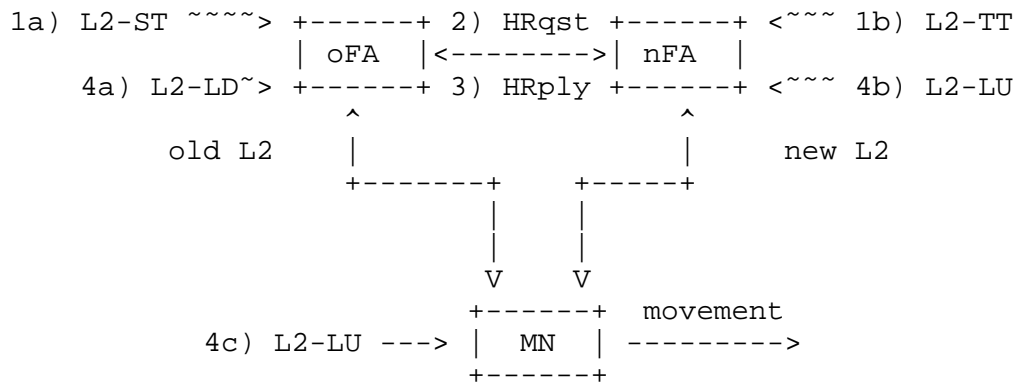 1a) L2-ST ~~~~> +------+ 2) HRqst +------+ <~~~ 1b) L2-TT
| oFA |<-------->| nFA |
4a) L2-LD~> +------+ 3) HRply +------+ <~~~ 4b) L2-LU
^ ^
old L2 | | new L2
+-------+ +-----+
| |
| |
V V
+------+ movement
4c) L2-LU ---> | MN | --------->
+------+